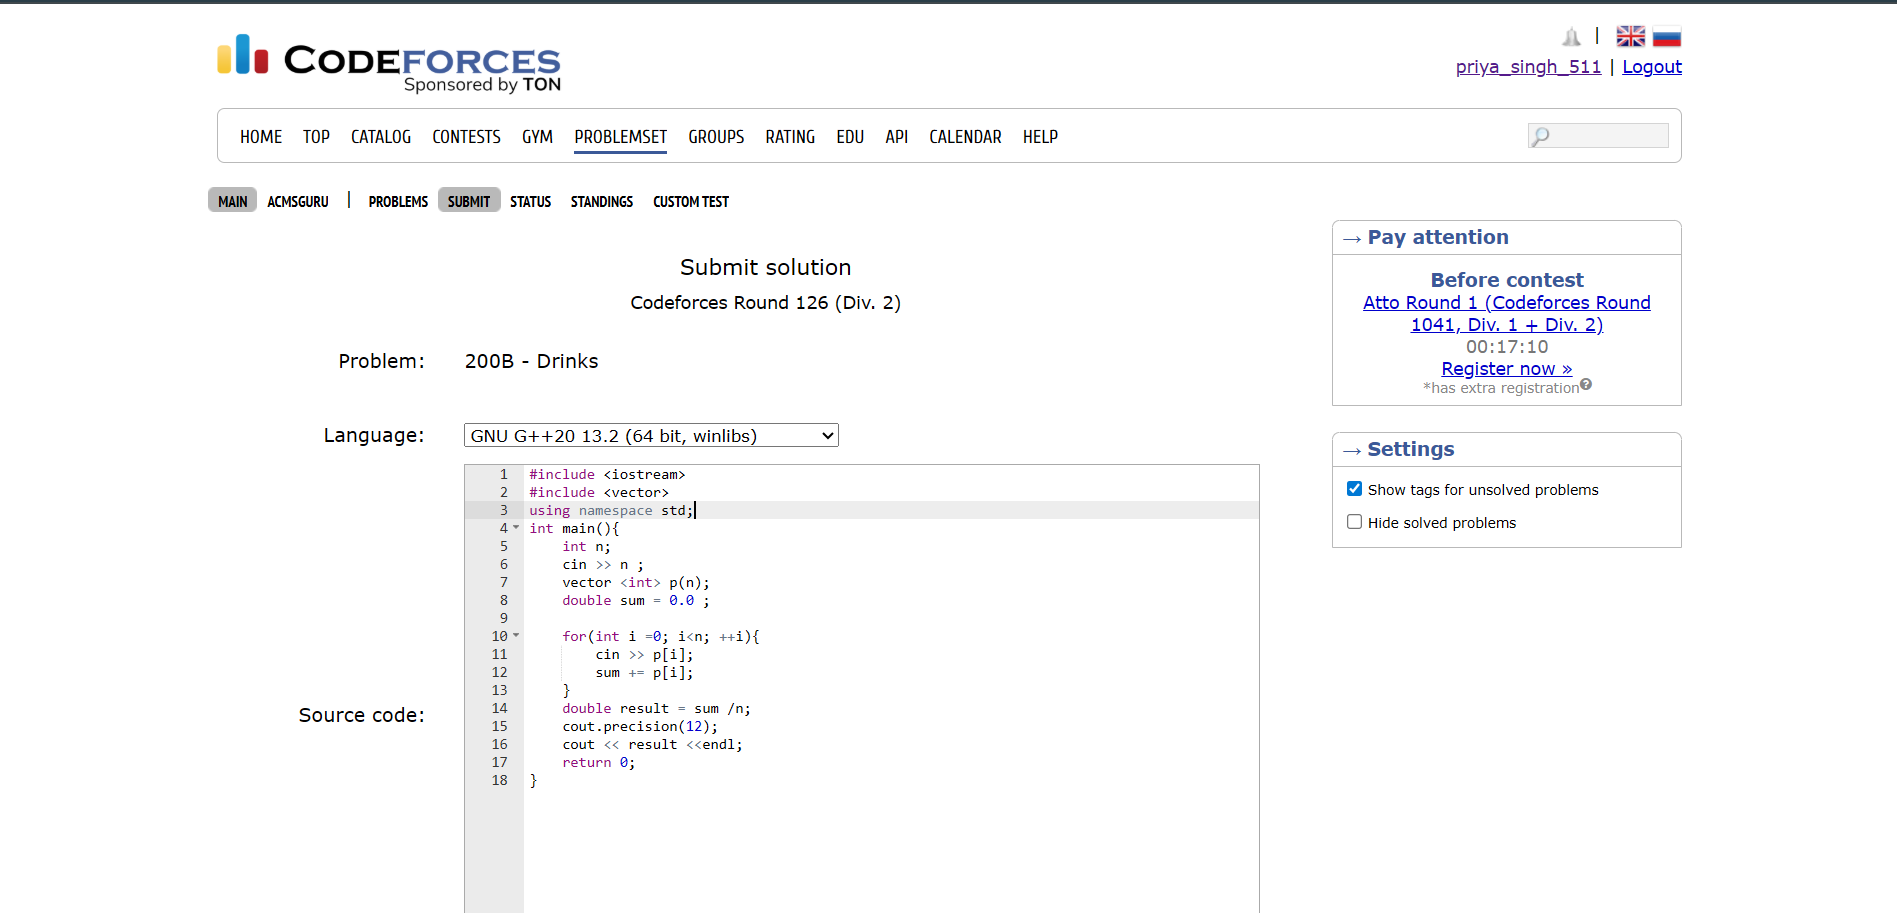 CODEFORCES
Sponsored by TON
|
priya_singh_511 | Logout
HOME TOP CATALOG CONTESTS GYM PROBLEMSET GROUPS RATING EDU API CALENDAR HELP
MAIN ACMSGURU | PROBLEMS SUBMIT STATUS STANDINGS CUSTOM TEST
Submit solution
Codeforces Round 126 (Div. 2)
Problem: 200B - Drinks
Language: GNU G++20 13.2 (64 bit, winlibs)
Source code:
1 #include <iostream>
2 #include <vector>
3 using namespace std;
4 int main(){
5     int n;
6     cin >> n ;
7     vector <int> p(n);
8     double sum = 0.0 ;
9
10     for(int i =0; i<n; ++i){
11         cin >> p[i];
12         sum += p[i];
13     }
14     double result = sum /n;
15     cout.precision(12);
16     cout << result <<endl;
17     return 0;
18 }
→ Pay attention
Before contest
Atto Round 1 (Codeforces Round
1041, Div. 1 + Div. 2)
00:17:10
Register now »
*has extra registration?
→ Settings
Show tags for unsolved problems
Hide solved problems